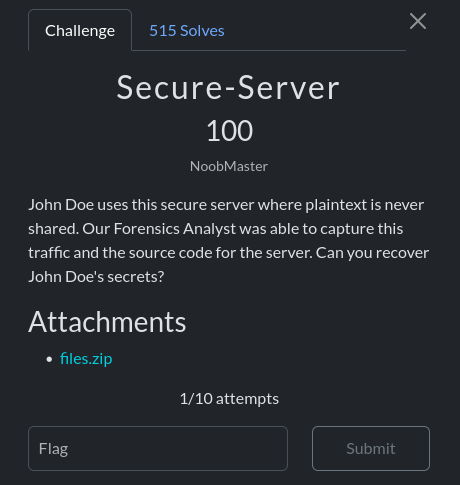 Challenge
515 Solves
Secure-Server
100
NoobMaster
John Doe uses this secure server where plaintext is never
shared. Our Forensics Analyst was able to capture this
traffic and the source code for the server. Can you recover
John Doe's secrets?
Attachments
• files.zip
1/10 attempts
Flag
Submit